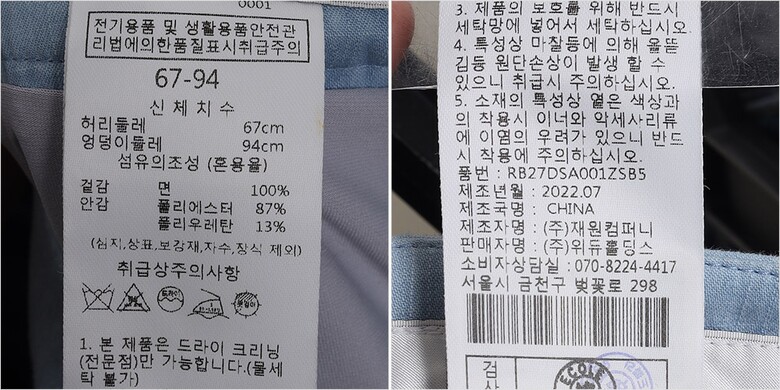 0001
전기용품 및 생활용품안전관
리법에의한품질표시취급주의
67-94
신체치수
허리둘레 67cm
엉덩이둘레 94cm
섬유의조성 (혼용율)
겉감 면 100%
안감 폴리에스터 87%
폴리우레탄 13%
(심지,상표,보강재,자수,장식 제외)
취급상주의사항
드라이
1. 본 제품은 드라이 크리닝
(전문점)만 가능합니다.(물세
탁 불가)
3. 제품의 보호를 위해 반드시
세탁망에 넣어서 세탁하십시오.
4. 특성상 마찰등에 의해 올뜯
김등 원단손상이 발생 할 수
있으니 취급시 주의하십시오.
5. 소재의 특성상 옅은 색상과
의 착용시 이너와 악세사리류
에 이염의 우려가 있으니 반드
시 착용에 주의하십시오.
품번 : RB27DSA001ZSB5
제조년월 : 2022.07
제조국명 : CHINA
제조자명 : (주)재원컴퍼니
판매자명 : (주)위듀홀딩스
소비자상담실 : 070-8224-4417
서울시 금천구 벚꽃로 298
검
ECOLE